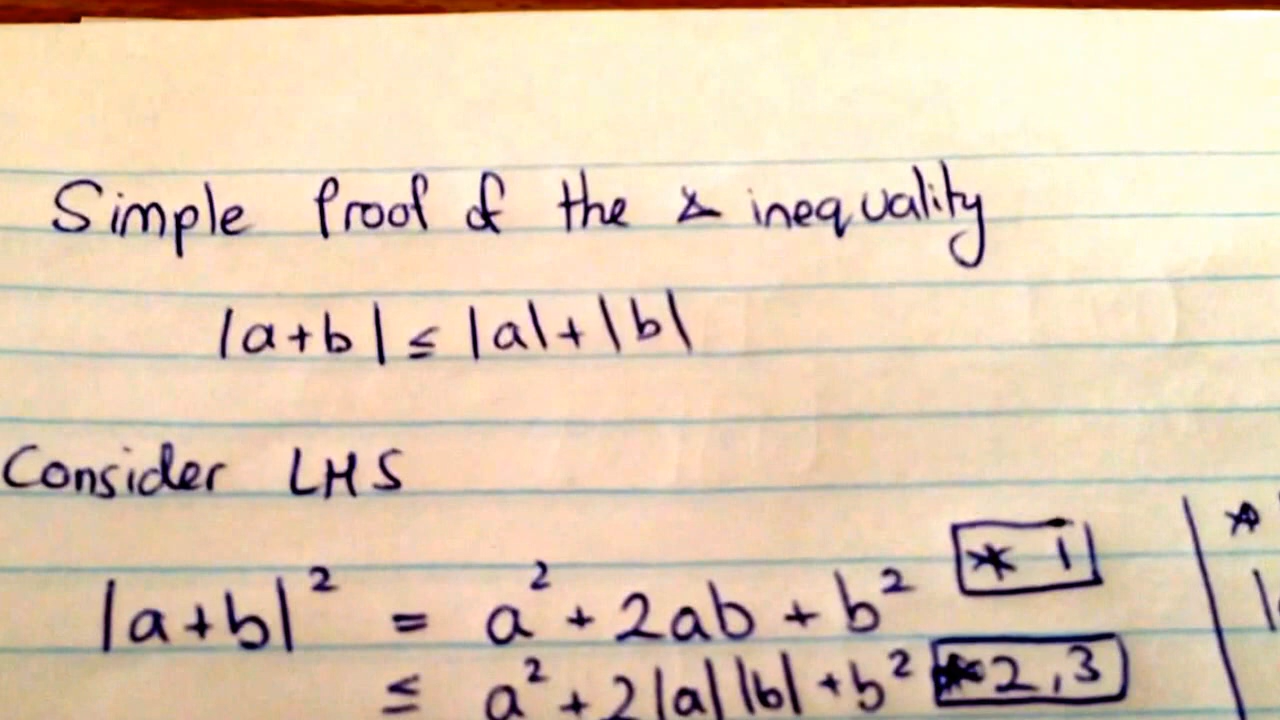 Simple Proof of the △ inequality
|a+b| ≤ |a|+|b|
Consider LHS
|a+b|² = a² + 2ab + b² * 1
≤ a² + 2|a||b| + b² *2,3
*